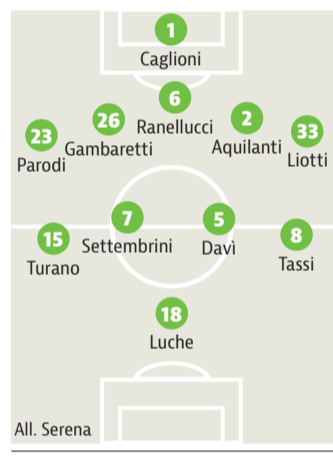 1
Caglioni
6
Ranellucci
26
Gambaretti
2
Aquilanti
23
Parodi
33
Liotti
7
Settembrini
5
Davì
15
Turano
8
Tassi
18
Luche
All. Serena